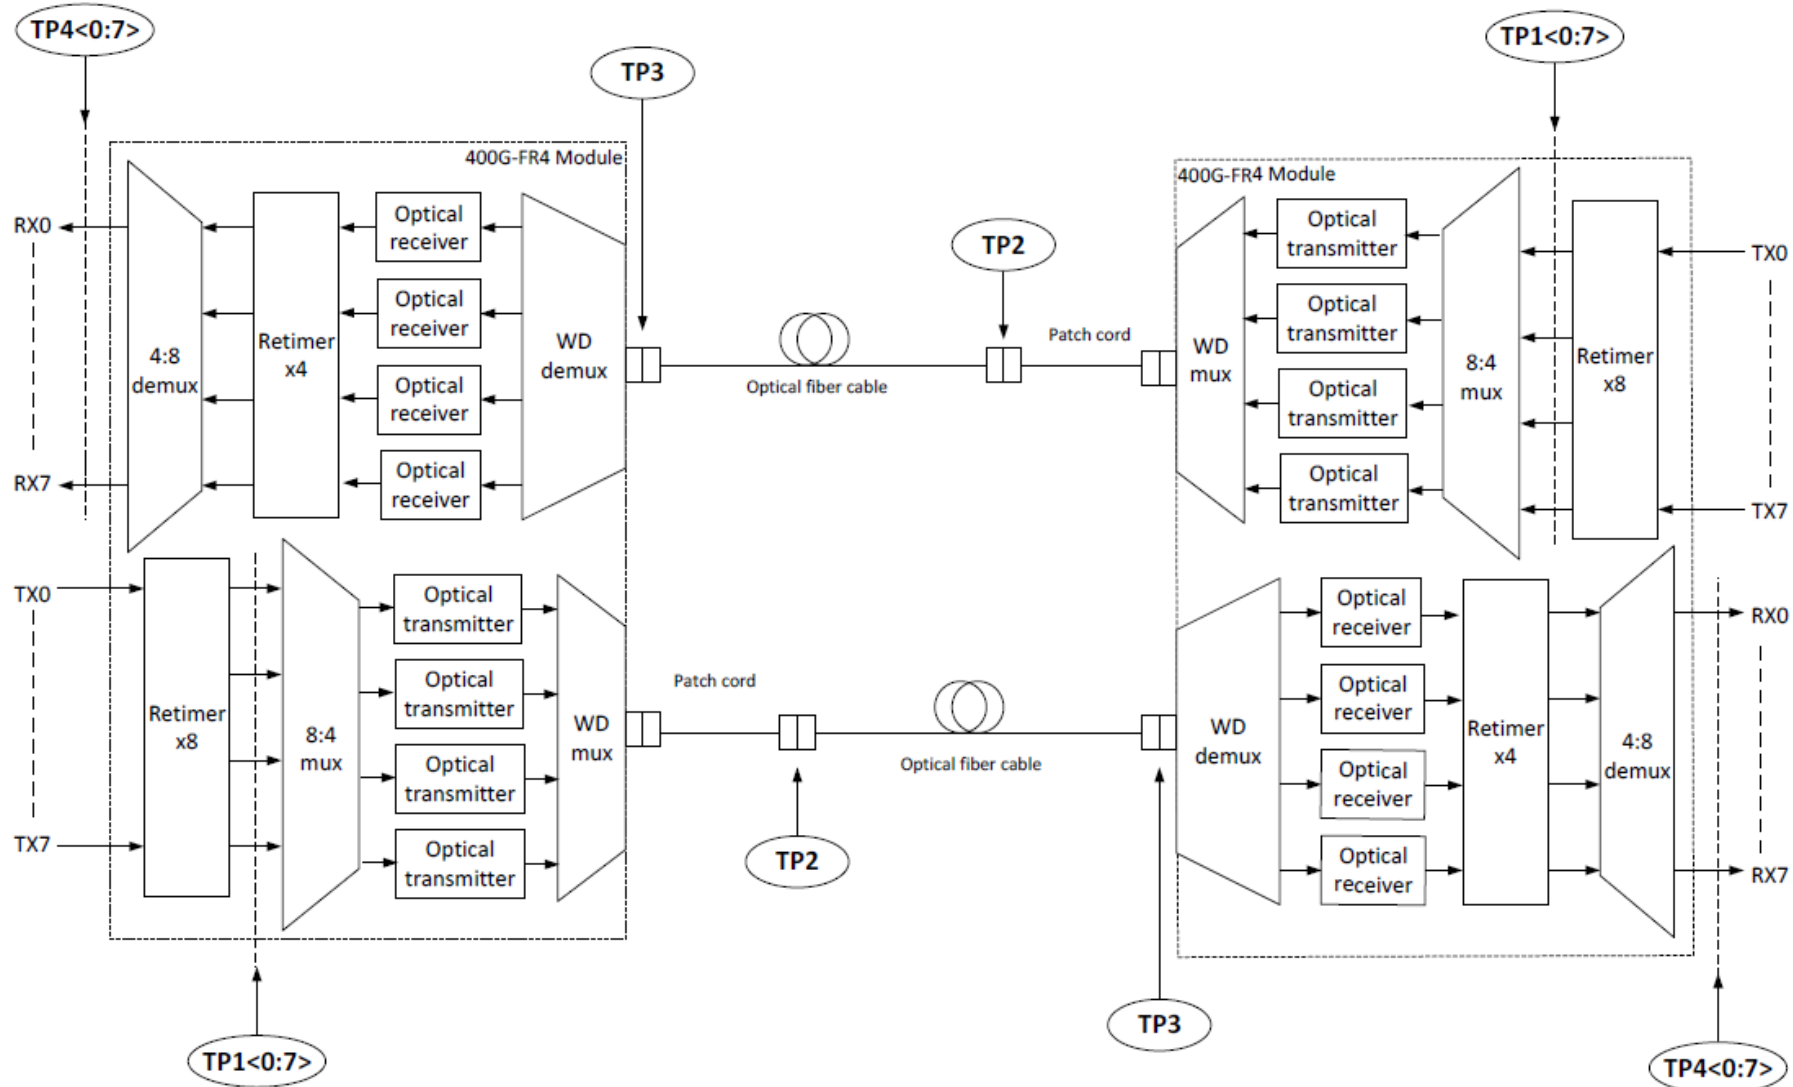 TP4<0:7>
TP1<0:7>
TP3
400G-FR4 Module
400G-FR4 Module
RX0
Optical
receiver
Optical
receiver
Optical
receiver
Optical
receiver
Retimer
x4
4:8
demux
WD
demux
RX7
TP2
Patch cord
Optical fiber cable
WD
mux
Optical
transmitter
Optical
transmitter
Optical
transmitter
Optical
transmitter
8:4
mux
Retimer
x8
TX0
TX7
TX0
Retimer
x8
TX7
8:4
mux
Optical
transmitter
Optical
transmitter
Optical
transmitter
Optical
transmitter
WD
mux
Patch cord
Optical fiber cable
TP2
WD
demux
Optical
receiver
Optical
receiver
Optical
receiver
Optical
receiver
Retimer
x4
4:8
demux
RX0
RX7
TP3
TP1<0:7>
TP4<0:7>